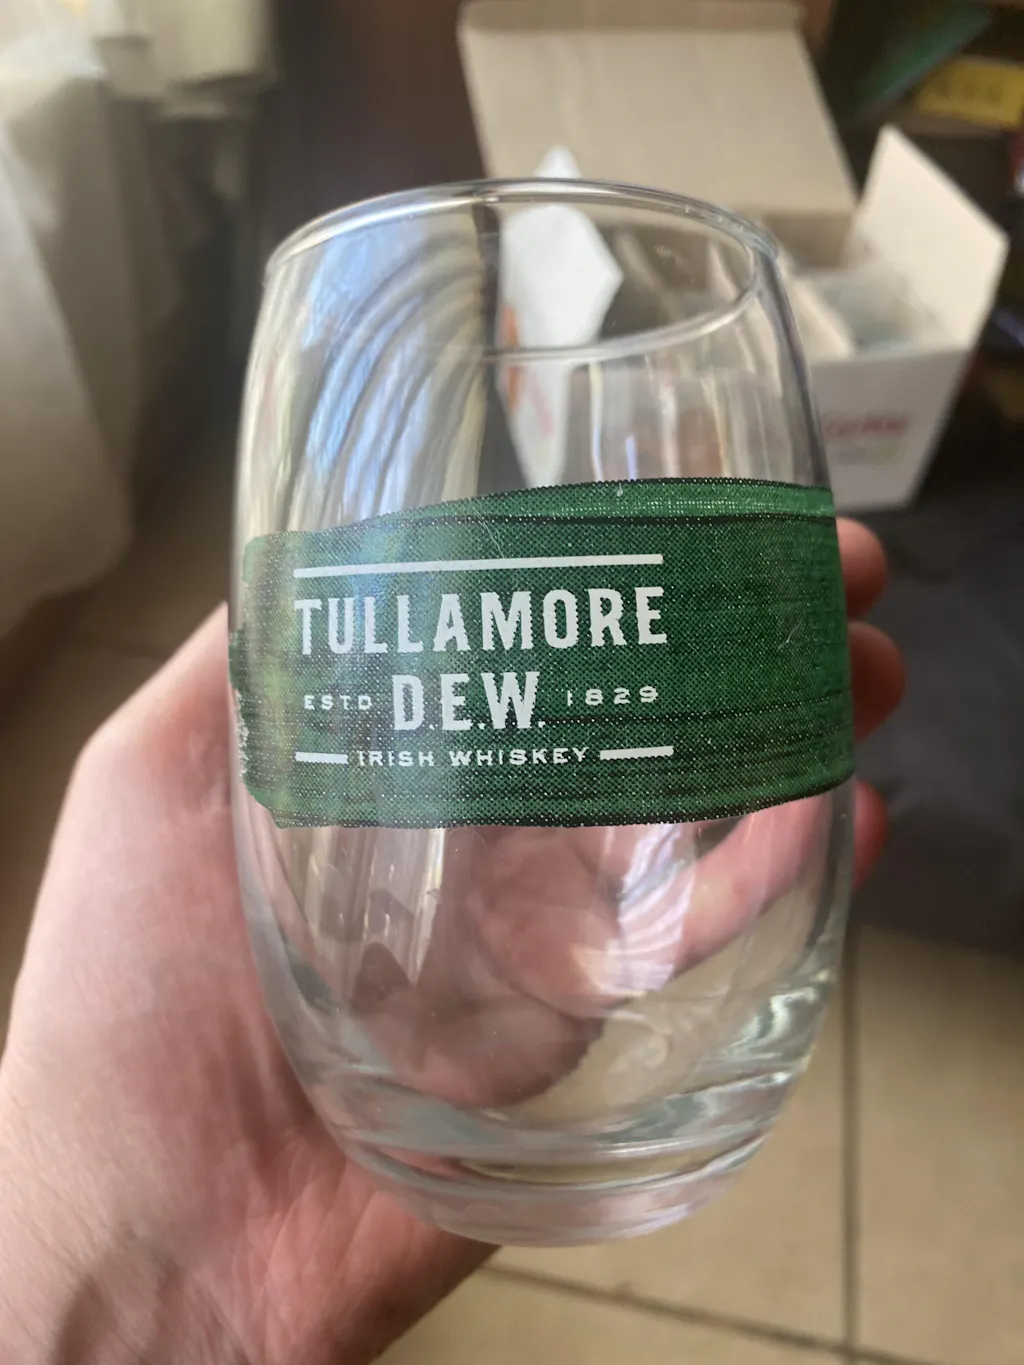 TULLAMORE
ESTD D.E.W. 1829
IRISH WHISKEY